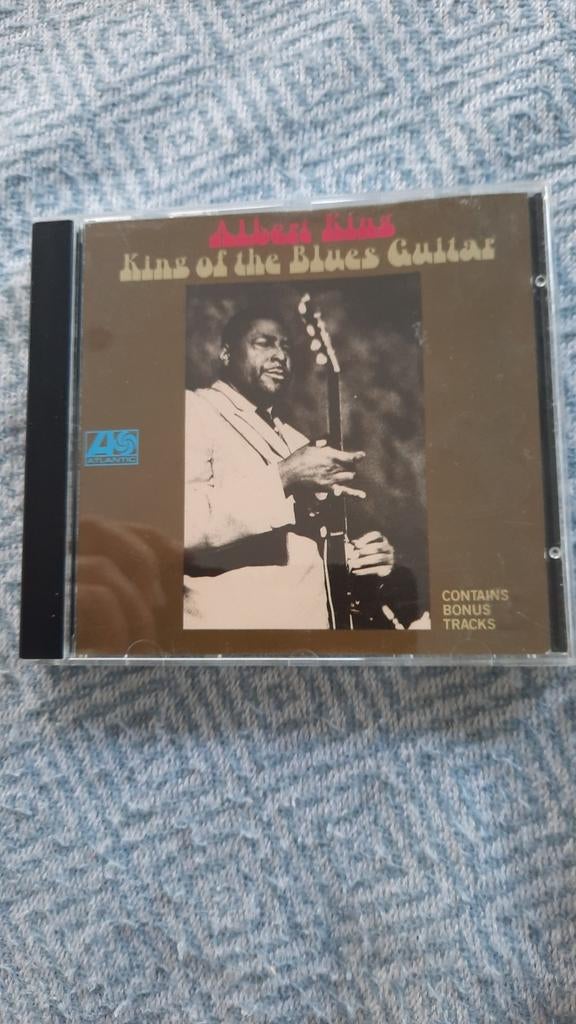 Albert King
King of the Blues Guitar
ATLANTIC
CONTAINS
BONUS
TRACKS